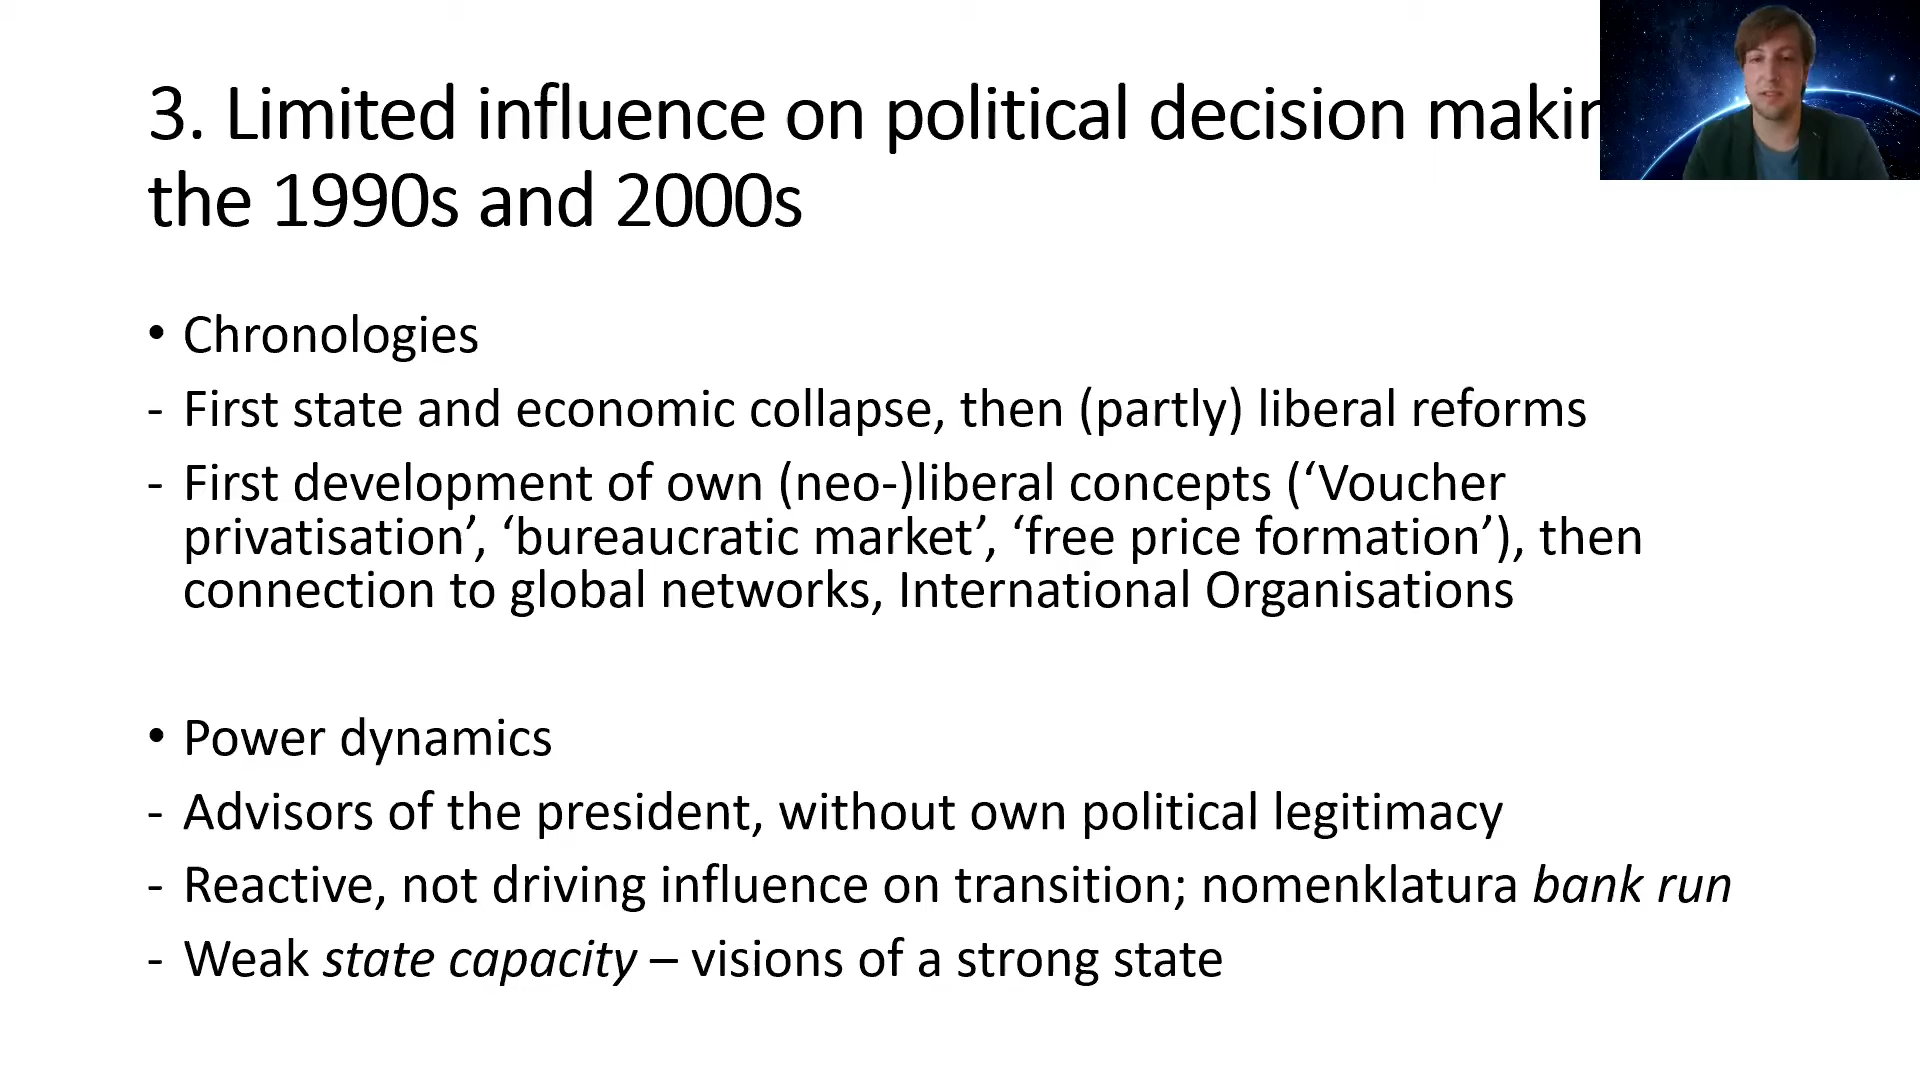 3. Limited influence on political decision
the 1990s and 2000s
• Chronologies
- First state and economic collapse, then (partly) liberal reforms
- First development of own (neo-)liberal concepts (‘Voucher
privatisation’, ‘bureaucratic market’, ‘free price formation’), then
connection to global networks, International Organisations
• Power dynamics
- Advisors of the president, without own political legitimacy
- Reactive, not driving influence on transition; nomenklatura bank run
- Weak state capacity – visions of a strong state